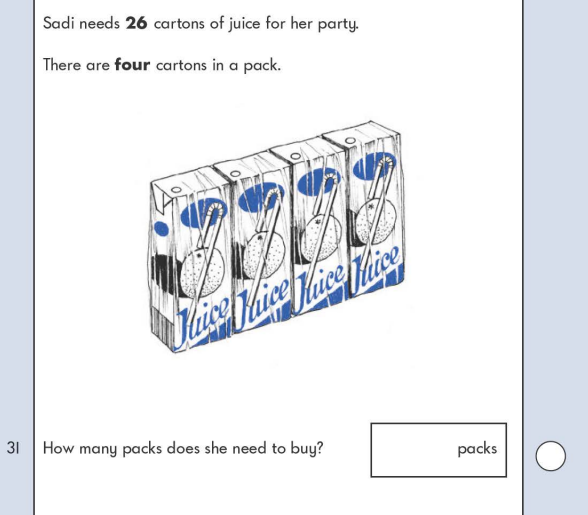 Sadi needs 26 cartons of juice for her party.
There are four cartons in a pack.
Juice Juice Juice Juice
31 How many packs does she need to buy? packs